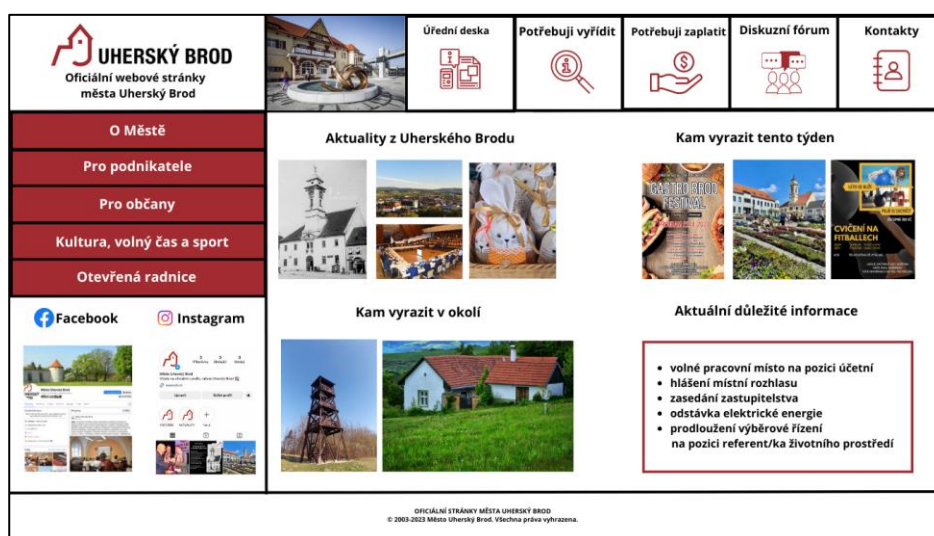 UHERSKÝ BROD
Oficiální webové stránky
města Uherský Brod
Úřední deska
Potřebuji vyřídit
Potřebuji zaplatit
Diskuzní fórum
Kontakty
O Městě
Pro podnikatele
Pro občany
Kultura, volný čas a sport
Otevřená radnice
Facebook
Instagram
Aktuality z Uherského Brodu
Kam vyrazit tento týden
GASTRO BROD
FESTIVAL
CVIČENÍ NA
FITBALLECH
Kam vyrazit v okolí
Aktuální důležité informace
• volné pracovní místo na pozici účetní
• hlášení místní rozhlasu
• zasedání zastupitelstva
• odstávka elektrické energie
• prodloužení výběrové řízení
na pozici referent/ka životního prostředí
OFICIÁLNÍ STRÁNKY MĚSTA UHERSKÝ BROD
© 2003-2023 Město Uherský Brod. Všechna práva vyhrazena.